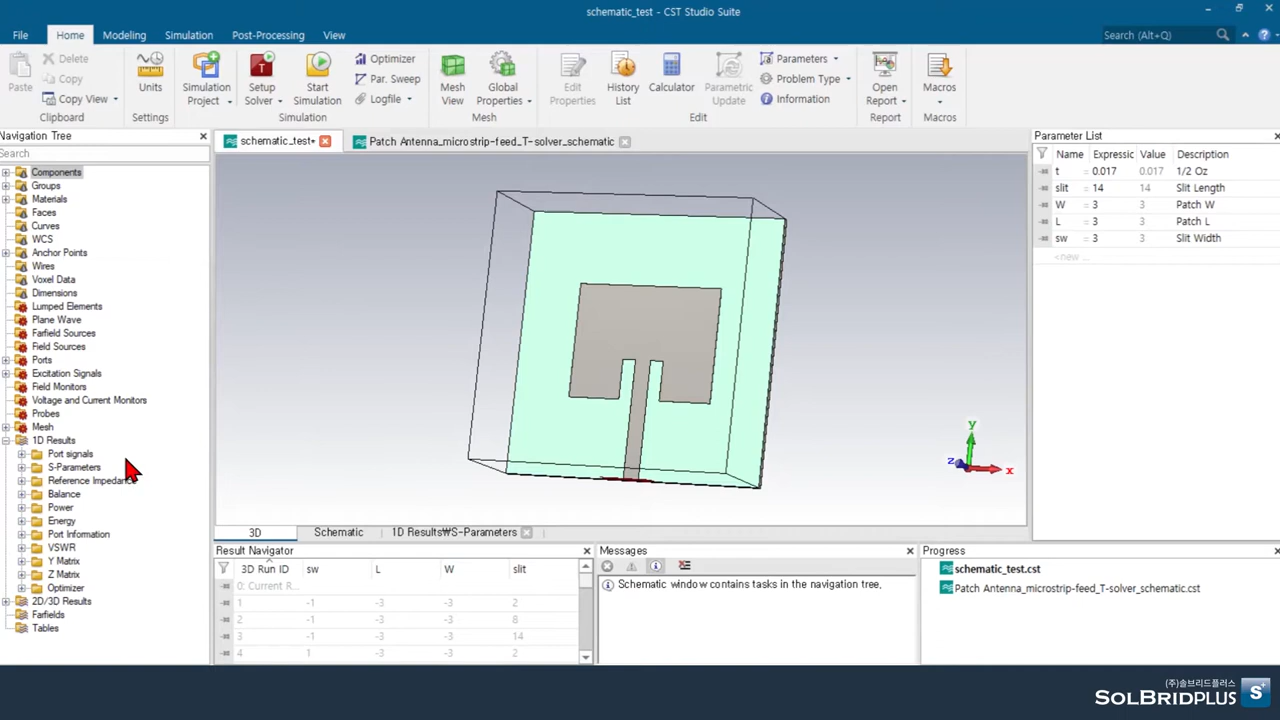 schematic_test - CST Studio Suite
File Home Modeling Simulation Post-Processing View Search (Alt+Q)
Paste Delete Copy Copy View Clipboard
Units Settings
Simulation Project Setup Solver Start Simulation Optimizer Par. Sweep Logfile Simulation
Mesh View Global Properties Mesh
Edit Properties History List Calculator Parametric Update Parameters Problem Type Information Edit
Open Report Report
Macros Macros
Navigation Tree
Search
Components
Groups
Materials
Faces
Curves
WCS
Anchor Points
Wires
Voxel Data
Dimensions
Lumped Elements
Plane Wave
Farfield Sources
Field Sources
Ports
Excitation Signals
Field Monitors
Voltage and Current Monitors
Probes
Mesh
1D Results
Port signals
S-Parameters
Reference Impedance
Balance
Power
Energy
Port Information
VSWR
Y Matrix
Z Matrix
Optimizer
2D/3D Results
Farfields
Tables
schematic_test* Patch Antenna_microstrip-feed_T-solver_schematic
y
z x
3D Schematic 1D Results₩S-Parameters
Parameter List
Name Expressic Value Description
t = 0.017 0.017 1/2 Oz
slit = 14 14 Slit Length
W = 3 3 Patch W
L = 3 3 Patch L
sw = 3 3 Slit Width
<new ...
Result Navigator
3D Run ID sw L W slit
0: Current R...
1 -1 -3 -3 2
2 -1 -3 -3 8
3 -1 -3 -3 14
4 1 -3 -3 2
Messages
Schematic window contains tasks in the navigation tree.
Progress
schematic_test.cst
Patch Antenna_microstrip-feed_T-solver_schematic.cst
(주)솔브리드플러스
SOLBRIDPLUS S+